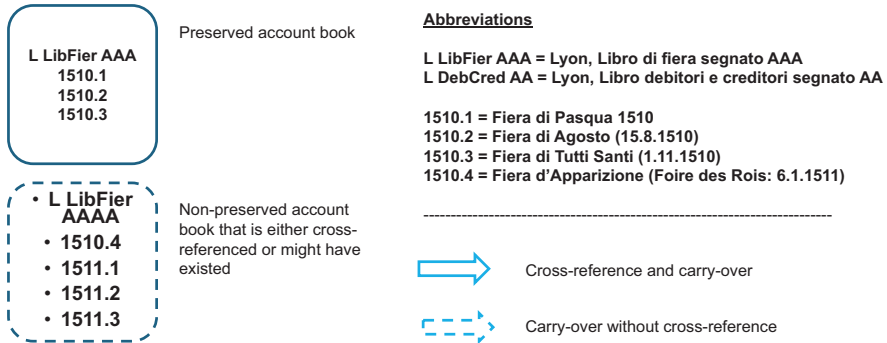 L LibFier AAA
1510.1
1510.2
1510.3
Preserved account book
• L LibFier
AAAA
• 1510.4
• 1511.1
• 1511.2
• 1511.3
Non-preserved account
book that is either cross-
referenced or might have
existed
Abbreviations
L LibFier AAA = Lyon, Libro di fiera segnato AAA
L DebCred AA = Lyon, Libro debitori e creditori segnato AA
1510.1 = Fiera di Pasqua 1510
1510.2 = Fiera di Agosto (15.8.1510)
1510.3 = Fiera di Tutti Santi (1.11.1510)
1510.4 = Fiera d’Apparizione (Foire des Rois: 6.1.1511)
--------------------------------------------------------------------------
Cross-reference and carry-over
Carry-over without cross-reference